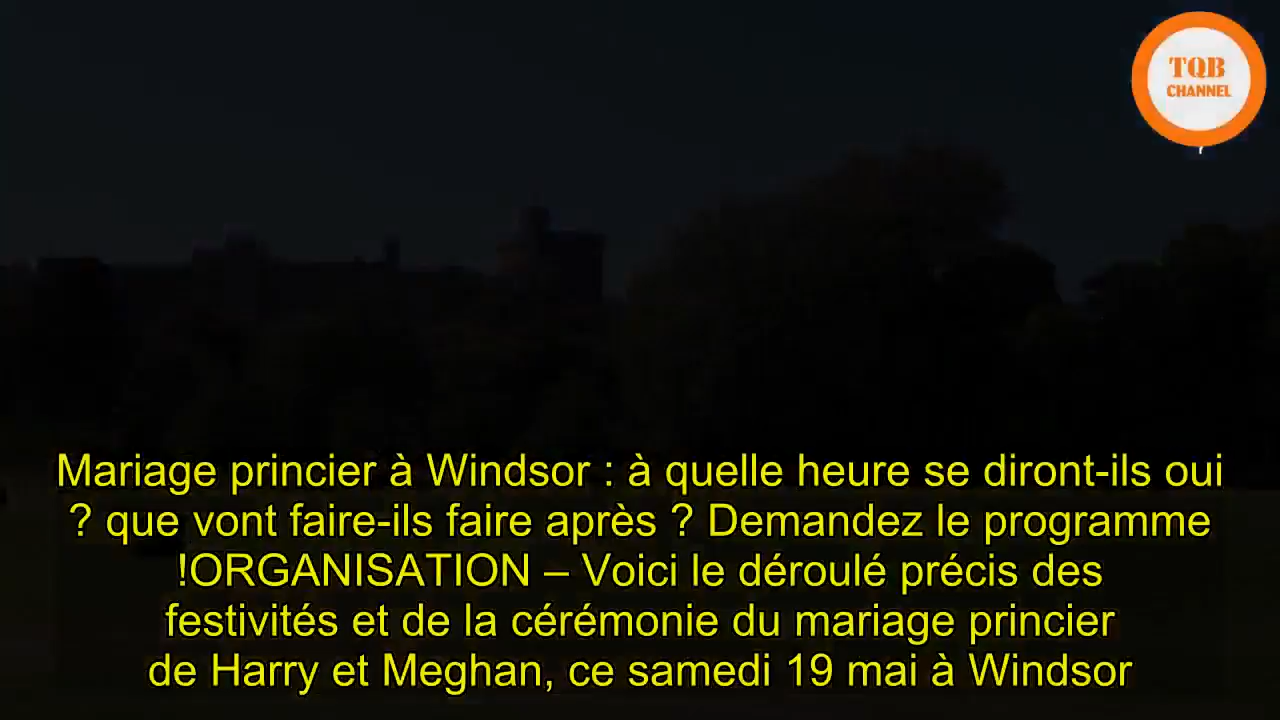 TQB
CHANNEL
Mariage princier à Windsor : à quelle heure se diront-ils oui
? que vont faire-ils faire après ? Demandez le programme
!ORGANISATION – Voici le déroulé précis des
festivités et de la cérémonie du mariage princier
de Harry et Meghan, ce samedi 19 mai à Windsor